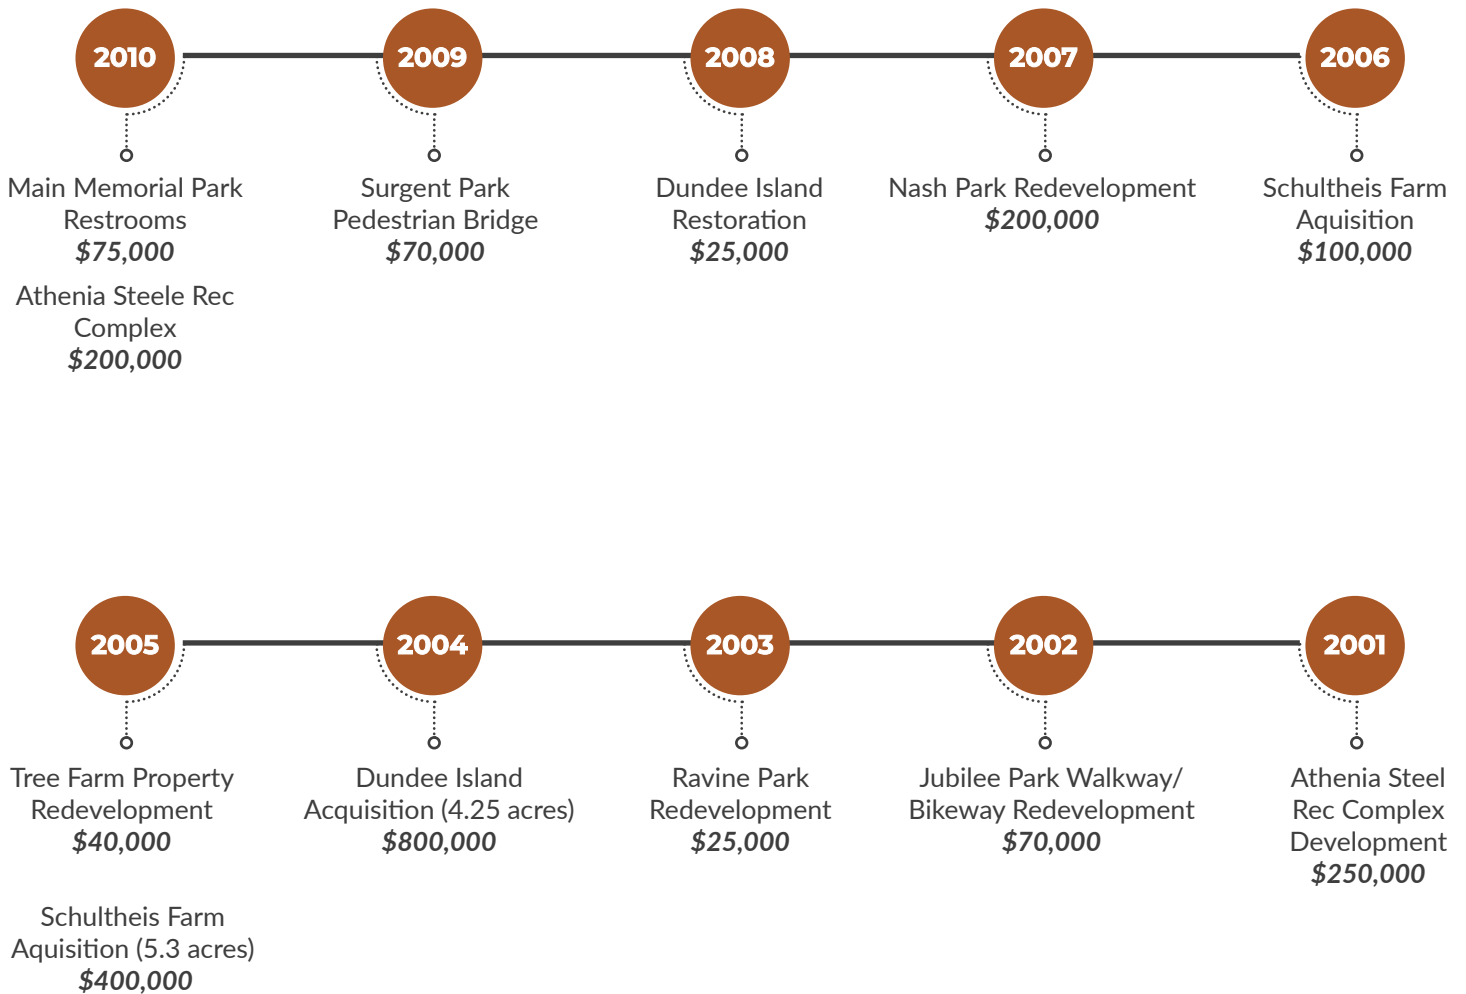 2010
Main Memorial Park
Restrooms
$75,000
Athenia Steele Rec
Complex
$200,000
2009
Surgent Park
Pedestrian Bridge
$70,000
2008
Dundee Island
Restoration
$25,000
2007
Nash Park Redevelopment
$200,000
2006
Schultheis Farm
Aquisition
$100,000
2005
Tree Farm Property
Redevelopment
$40,000
Schultheis Farm
Aquisition (5.3 acres)
$400,000
2004
Dundee Island
Acquisition (4.25 acres)
$800,000
2003
Ravine Park
Redevelopment
$25,000
2002
Jubilee Park Walkway/
Bikeway Redevelopment
$70,000
2001
Athenia Steel
Rec Complex
Development
$250,000